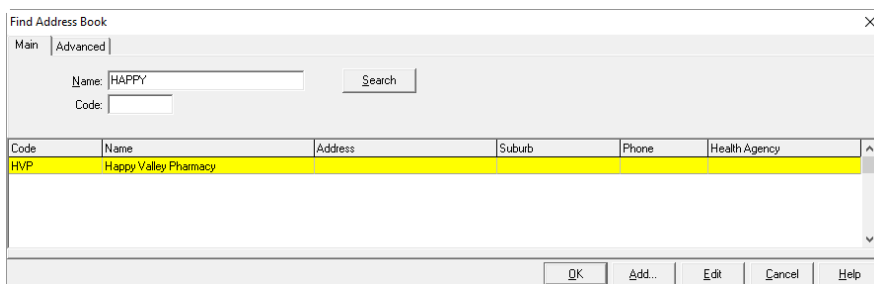 Find Address Book
Main Advanced
Name: HAPPY Search
Code:
Code Name Address Suburb Phone Health Agency
HVP Happy Valley Pharmacy
OK Add... Edit Cancel Help